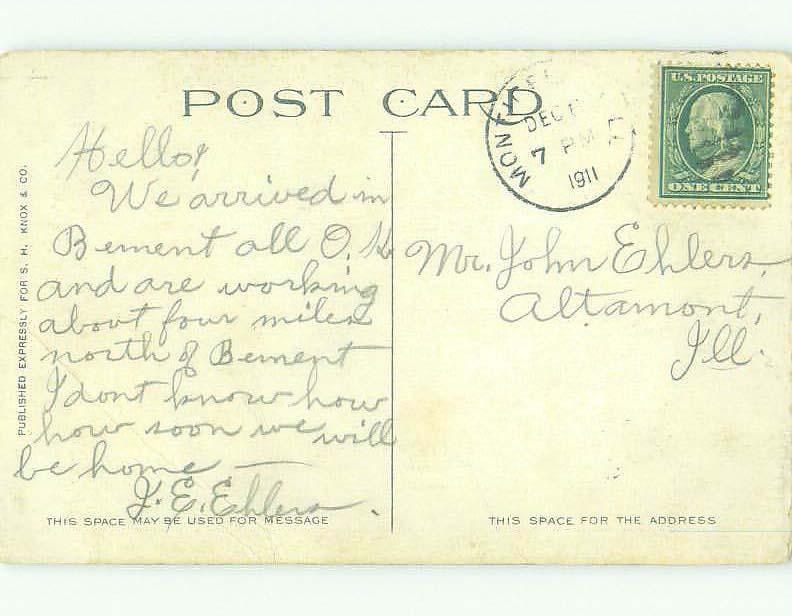 POST CARD
U.S. POSTAGE
ONE CENT
DEC
7 PM
1911
PUBLISHED EXPRESSLY FOR S. H. KNOX & CO.
Hello!
We arrived in
Bement all O.K.
and are working
about four miles
north of Bement
I dont know how
how soon we will
be home —
J. E. Ehlers.
Mr. John Ehlers,
Altamont,
Ill.
THIS SPACE MAY BE USED FOR MESSAGE
THIS SPACE FOR THE ADDRESS